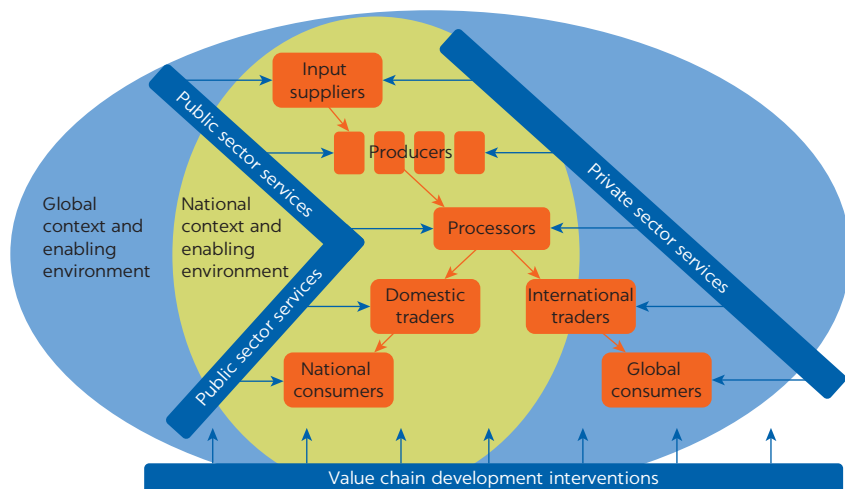 Input
suppliers
Public sector services
Producers
Private sector services
Global
context and
enabling
environment
National
context and
enabling
environment
Processors
Domestic
traders
International
traders
Public sector services
National
consumers
Global
consumers
Value chain development interventions